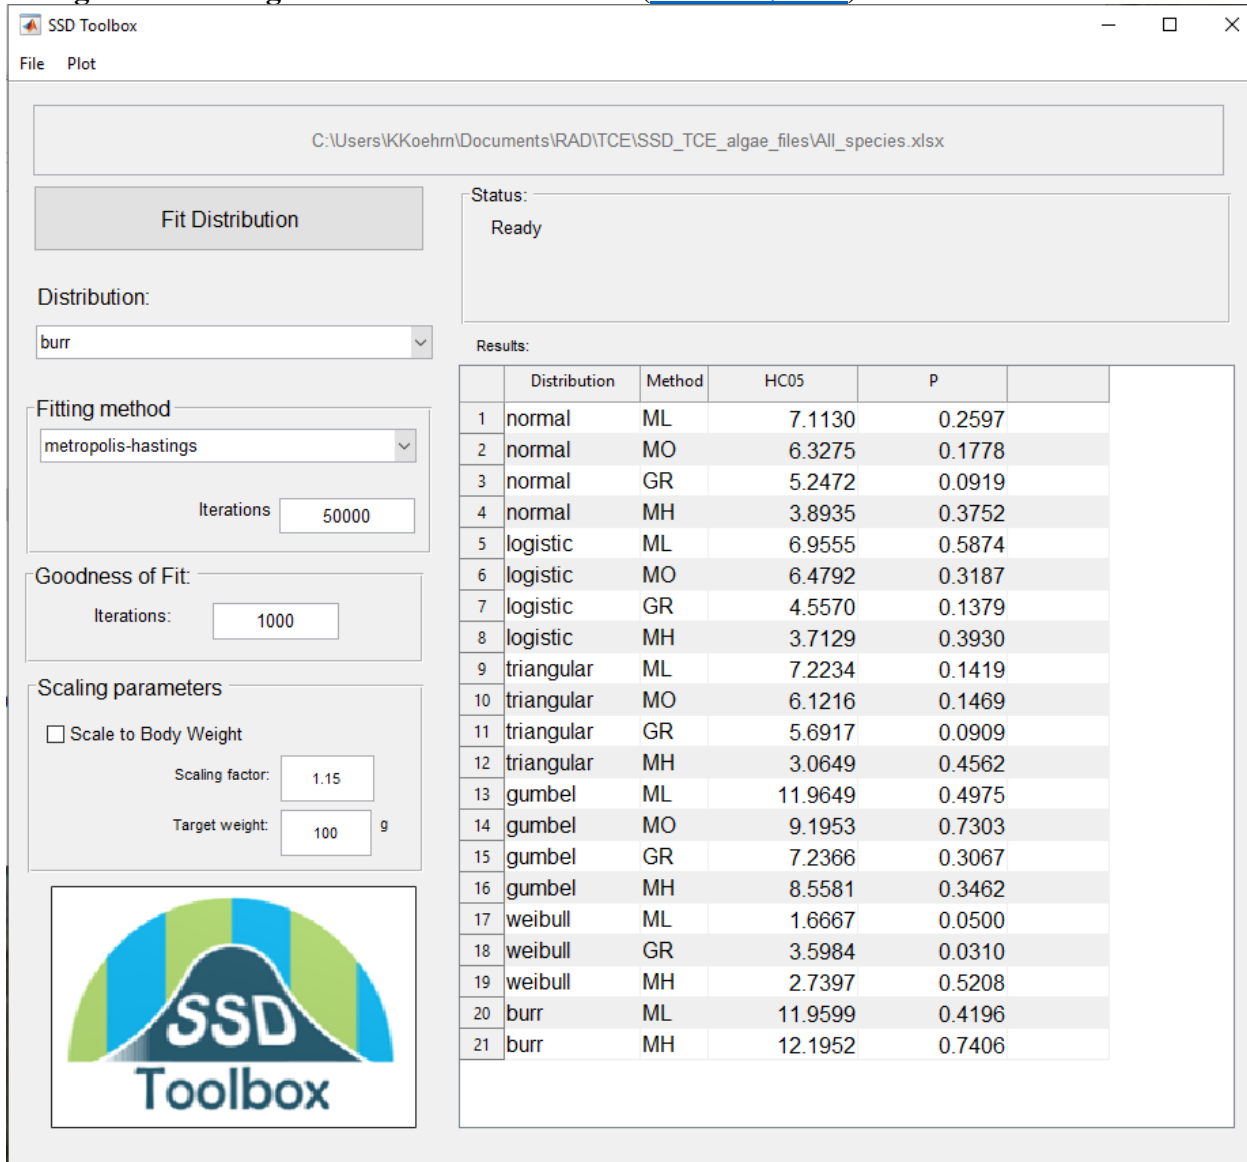 SSD Toolbox
File Plot
C:\Users\KKoehrn\Documents\RAD\TCE\SSD_TCE_algae_files\All_species.xlsx
Fit Distribution
Status:
Ready
Distribution:
burr
Fitting method
metropolis-hastings
Iterations 50000
Goodness of Fit:
Iterations: 1000
Scaling parameters
Scale to Body Weight
Scaling factor: 1.15
Target weight: 100 g
SSD
Toolbox
Results:
Distribution Method HC05 P
1 normal ML 7.1130 0.2597
2 normal MO 6.3275 0.1778
3 normal GR 5.2472 0.0919
4 normal MH 3.8935 0.3752
5 logistic ML 6.9555 0.5874
6 logistic MO 6.4792 0.3187
7 logistic GR 4.5570 0.1379
8 logistic MH 3.7129 0.3930
9 triangular ML 7.2234 0.1419
10 triangular MO 6.1216 0.1469
11 triangular GR 5.6917 0.0909
12 triangular MH 3.0649 0.4562
13 gumbel ML 11.9649 0.4975
14 gumbel MO 9.1953 0.7303
15 gumbel GR 7.2366 0.3067
16 gumbel MH 8.5581 0.3462
17 weibull ML 1.6667 0.0500
18 weibull GR 3.5984 0.0310
19 weibull MH 2.7397 0.5208
20 burr ML 11.9599 0.4196
21 burr MH 12.1952 0.7406